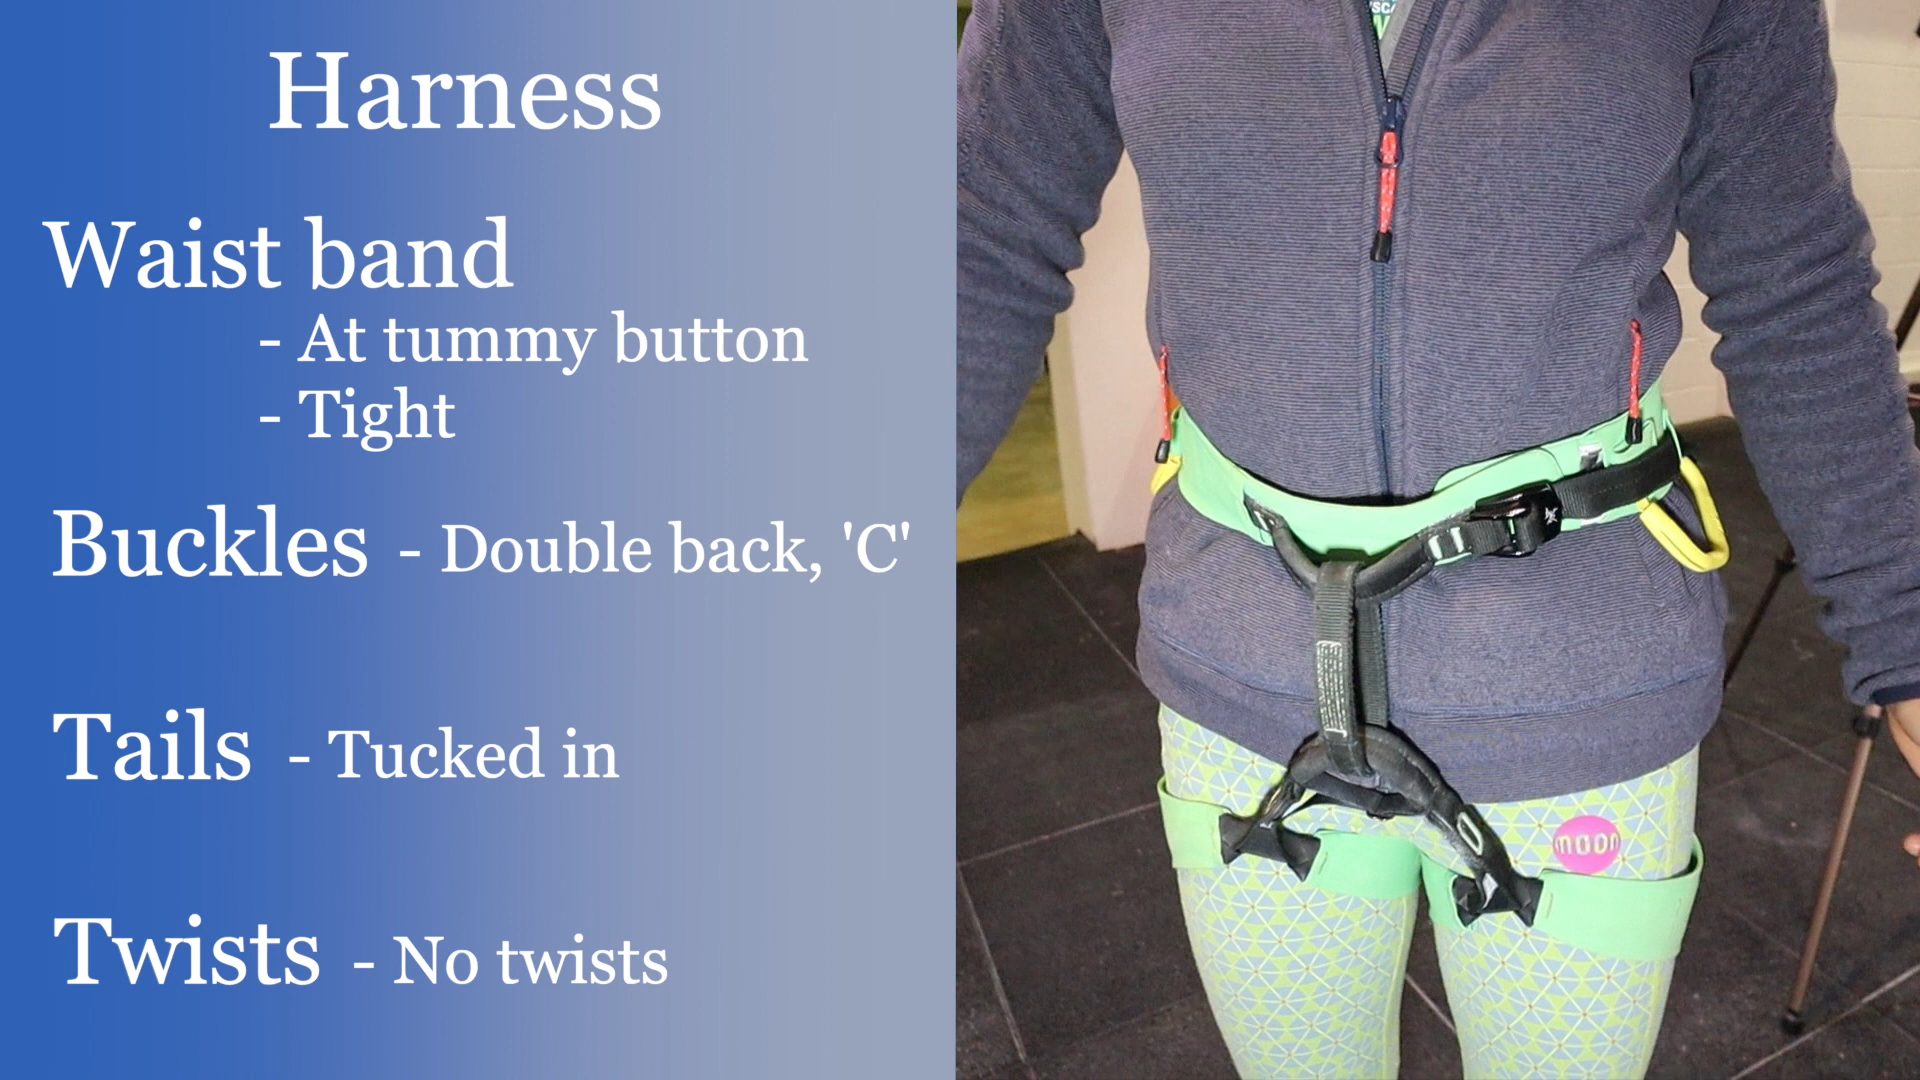 Harness
Waist band
- At tummy button
- Tight
Buckles - Double back, 'C'
Tails - Tucked in
Twists - No twists
moon